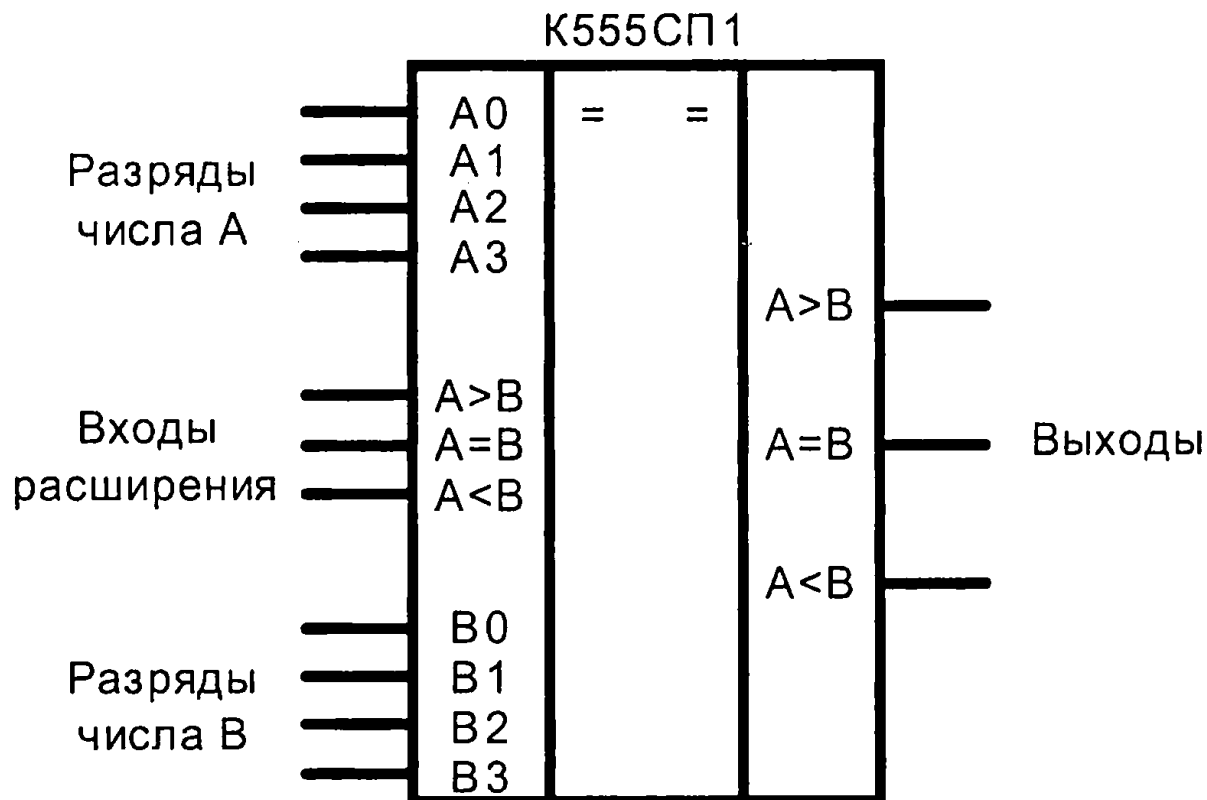 К555СП1
Разряды
числа А
A0
A1
A2
A3
= =
Входы
расширения
A>B
A=B
A<B
Разряды
числа В
B0
B1
B2
B3
A>B
A=B
A<B
Выходы